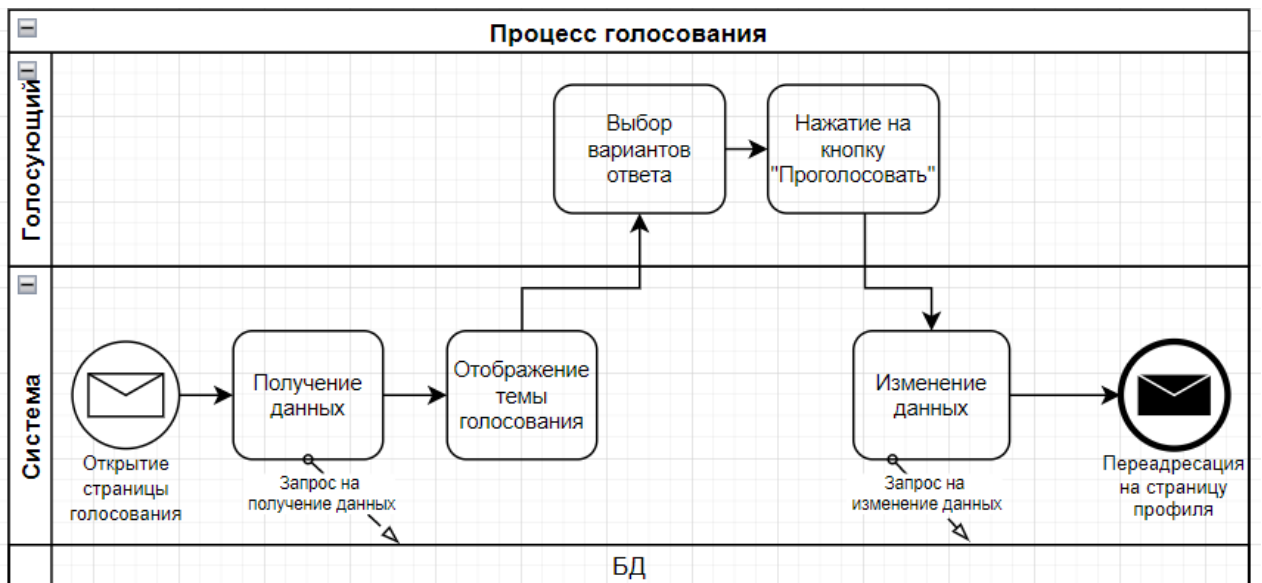 Процесс голосования
Голосующий
Выбор
вариантов
ответа
Нажатие на
кнопку
"Проголосовать"
Система
Открытие
страницы
голосования
Получение
данных
Запрос на
получение данных
Отображение
темы
голосования
Изменение
данных
Запрос на
изменение данных
Переадресация
на страницу
профиля
БД